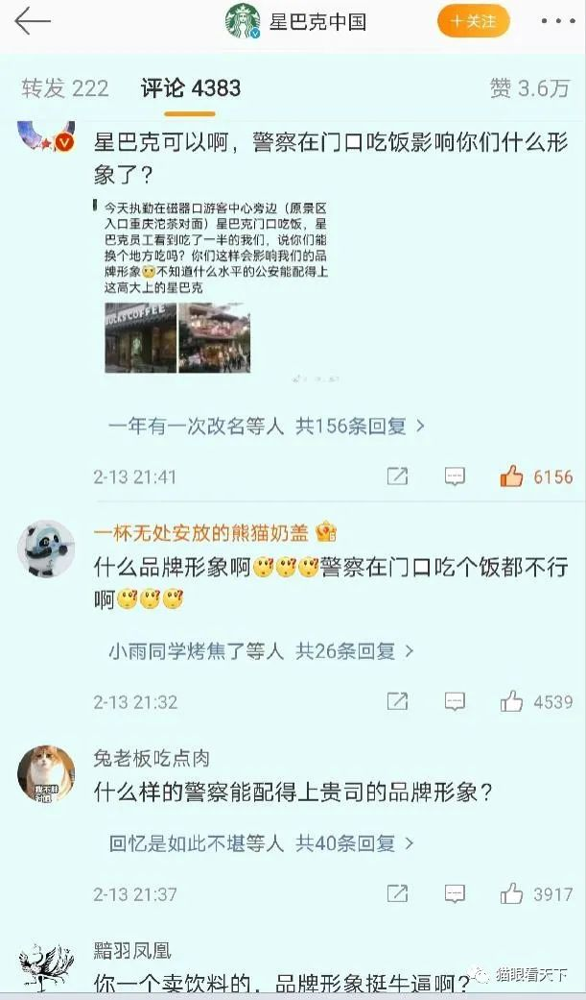 星巴克中国
+关注
转发 222
评论 4383
赞 3.6万
星巴克可以啊，警察在门口吃饭影响你们什么形
象了？
今天执勤在磁器口游客中心旁边（原景区
入口重庆沱茶对面）星巴克门口吃饭，星
巴克员工看到吃了一半的我们，说你们能
换个地方吃吗？你们这样会影响我们的品
牌形象 不知道什么水平的公安能配得上
这高大上的星巴克
BUCKS COFFEE
一年有一次改名等人 共156条回复 >
2-13 21:41
6156
一杯无处安放的熊猫奶盖
什么品牌形象啊 警察在门口吃个饭都不行
啊
小雨同学烤焦了等人 共26条回复 >
2-13 21:32
4539
兔老板吃点肉
什么样的警察能配得上贵司的品牌形象？
回忆是如此不堪等人 共40条回复 >
2-13 21:37
3917
黯羽凤凰
你一个卖饮料的，品牌形象挺牛逼啊？
猫眼看天下